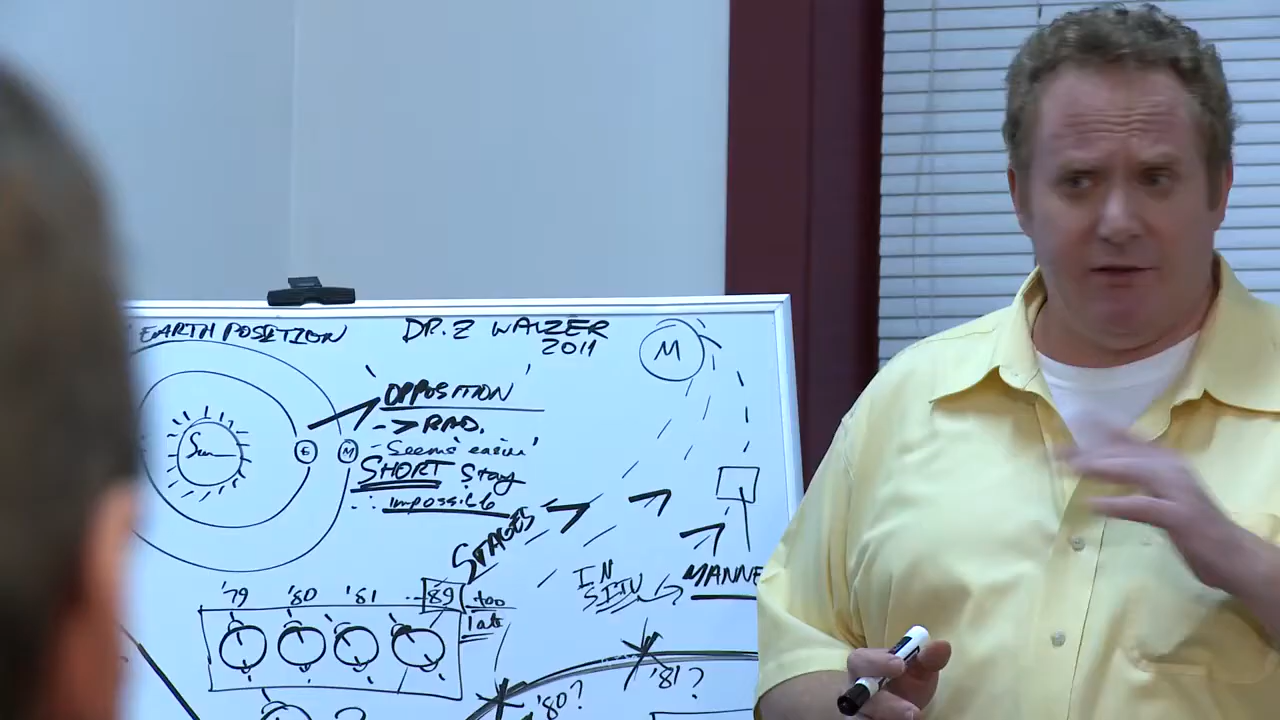 EARTH POSITION
DR. Z WALZER
2011
M
OPPOSITION
-> RAD.
- 'Seems easier'
SHORT Stay
∴ impossible
Sun
E
M
STAGES
IN
SITU
?
MANNE
'79 '80 '81 ...'89
too
late
'80?
'81?
?